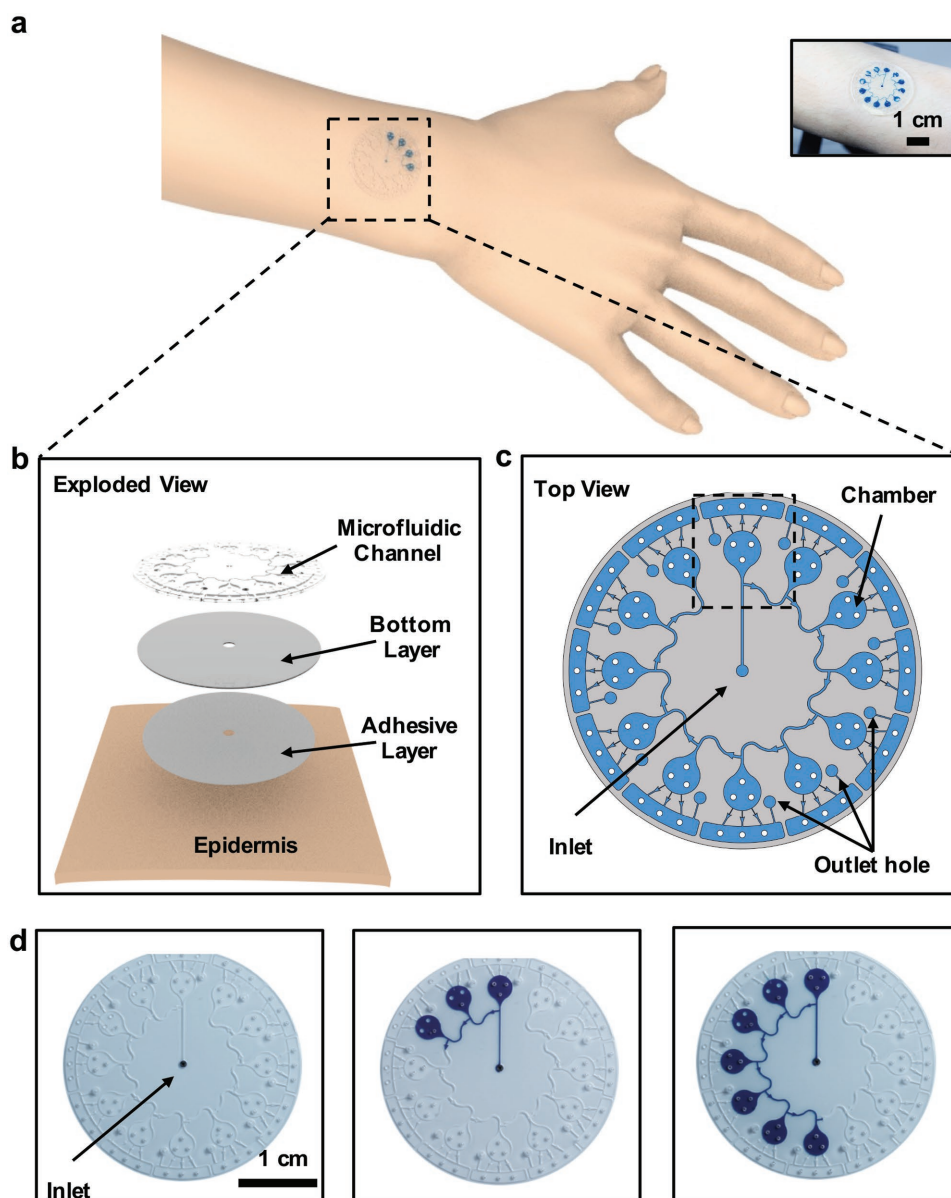 a
1 cm
b
Exploded View
Microfluidic
Channel
Bottom
Layer
Adhesive
Layer
Epidermis
c
Top View
Chamber
Inlet
Outlet hole
d
Inlet
1 cm